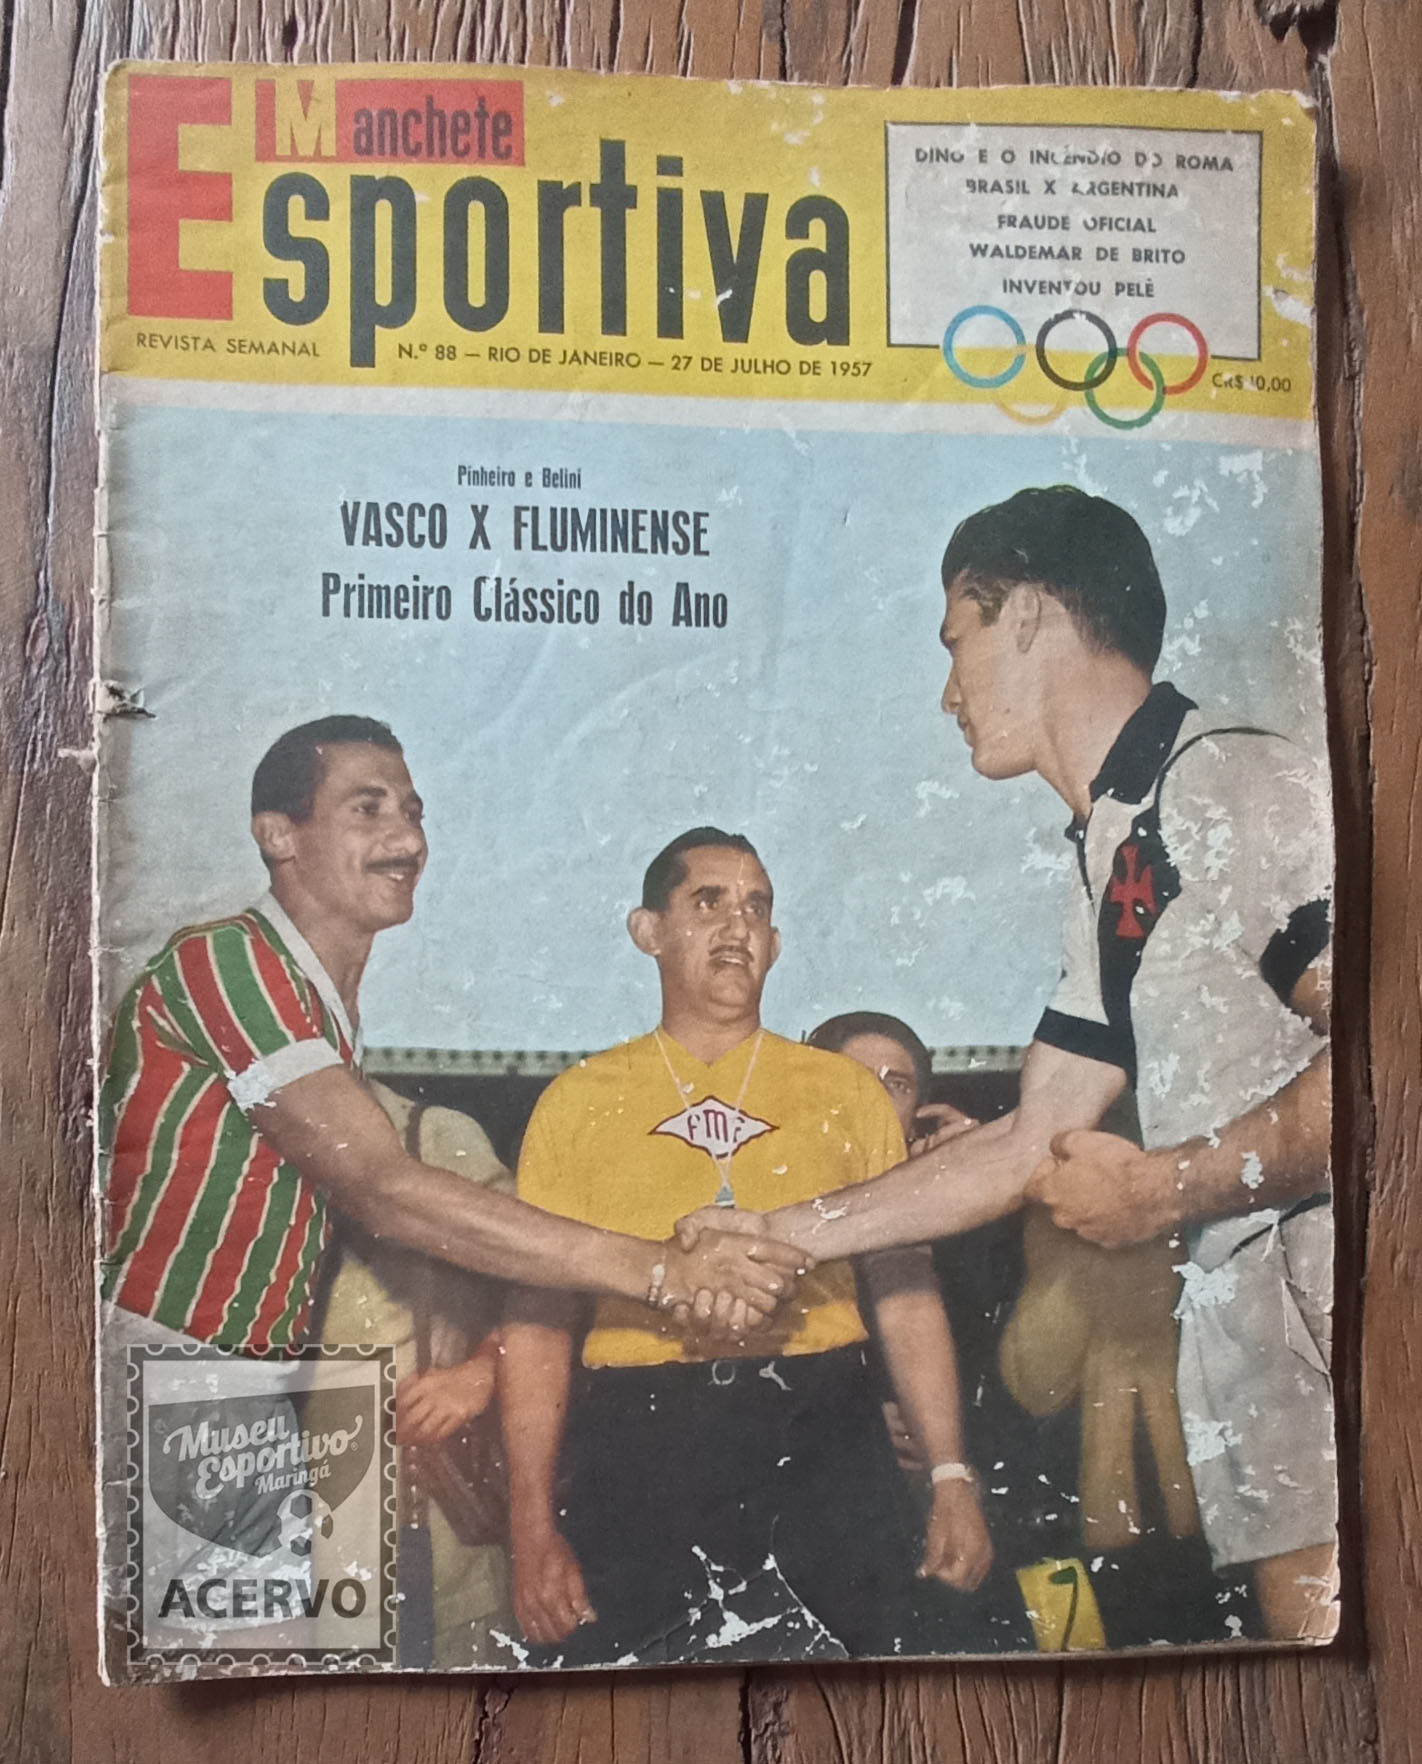 Manchete
Esportiva
REVISTA SEMANAL
N.º 88 — RIO DE JANEIRO — 27 DE JULHO DE 1957
DINO E O INCÊNDIO DO ROMA
BRASIL X ARGENTINA
FRAUDE OFICIAL
WALDEMAR DE BRITO
INVENTOU PELÊ
CR$ 10,00
Pinheiro e Belini
VASCO X FLUMINENSE
Primeiro Clássico do Ano
FMF
Museu
Esportivo®
Maringá
ACERVO